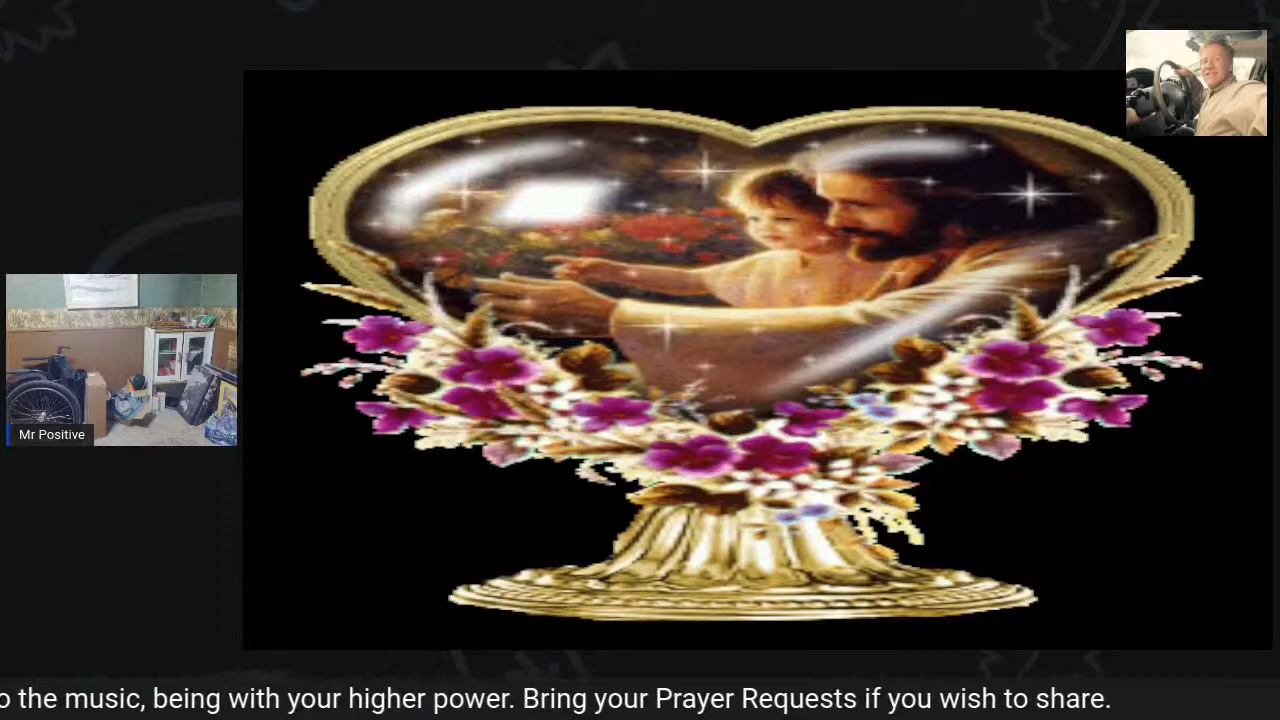 Mr Positive
the music, being with your higher power. Bring your Prayer Requests if you wish to share.